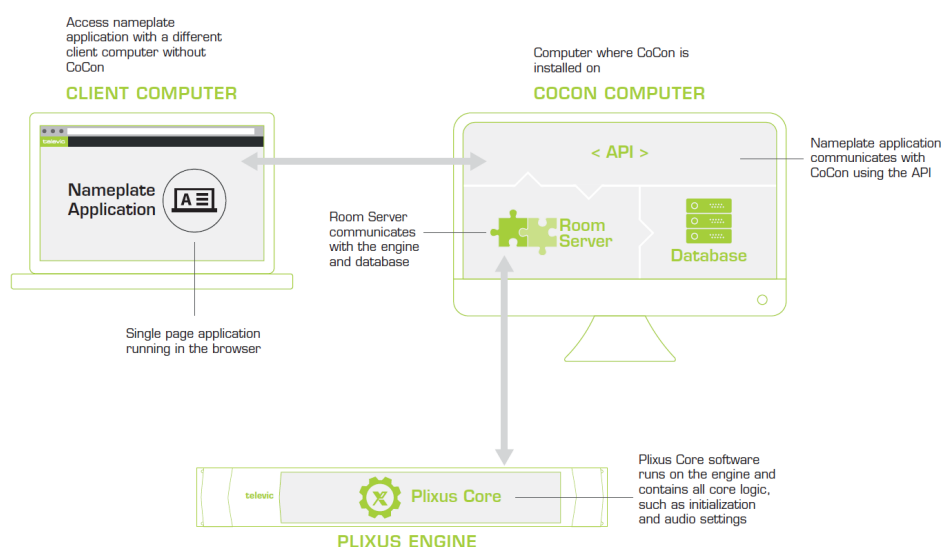 Access nameplate
application with a different
client computer without
CoCon
CLIENT COMPUTER
Computer where CoCon is
installed on
COCON COMPUTER
televic
Nameplate
Application
A
< API >
Nameplate application
communicates with
CoCon using the API
Room Server
communicates
with the engine
and database
Room
Server
Database
Single page application
running in the browser
televic
X
Plixus Core
Plixus Core software
runs on the engine and
contains all core logic,
such as initialization
and audio settings
PLIXUS ENGINE